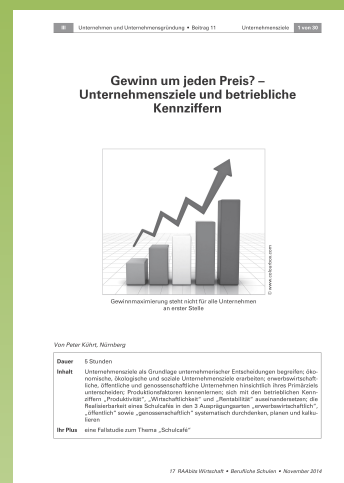 III Unternehmen und Unternehmensgründung • Beitrag 11 Unternehmensziele 1 von 30
Gewinn um jeden Preis? –
Unternehmensziele und betriebliche
Kennziffern
© www.colourbox.com
Gewinnmaximierung steht nicht für alle Unternehmen
an erster Stelle
Von Peter Kührt, Nürnberg
Dauer 5 Stunden
Inhalt Unternehmensziele als Grundlage unternehmerischer Entscheidungen begreifen; öko-
nomische, ökologische und soziale Unternehmensziele erarbeiten; erwerbswirtschaft-
liche, öffentliche und genossenschaftliche Unternehmen hinsichtlich ihres Primärziels
unterscheiden; Produktionsfaktoren kennenlernen; sich mit den betrieblichen Kenn-
ziffern „Produktivität“, „Wirtschaftlichkeit“ und „Rentabilität“ auseinandersetzen; die
Realisierbarkeit eines Schulcafés in den 3 Ausprägungsarten „erwerbswirtschaftlich“,
„öffentlich“ sowie „genossenschaftlich“ systematisch durchdenken, planen und kalku-
lieren
Ihr Plus eine Fallstudie zum Thema „Schulcafé“
17 RAAbits Wirtschaft • Berufliche Schulen • November 2014